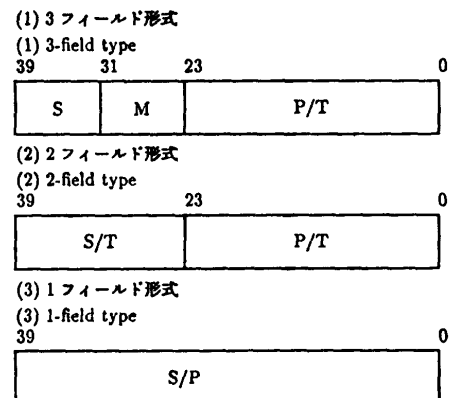 (1) 3 フィールド形式
(1) 3-field type
39 31 23 0
S M P/T
(2) 2 フィールド形式
(2) 2-field type
39 23 0
S/T P/T
(3) 1 フィールド形式
(3) 1-field type
39 0
S/P